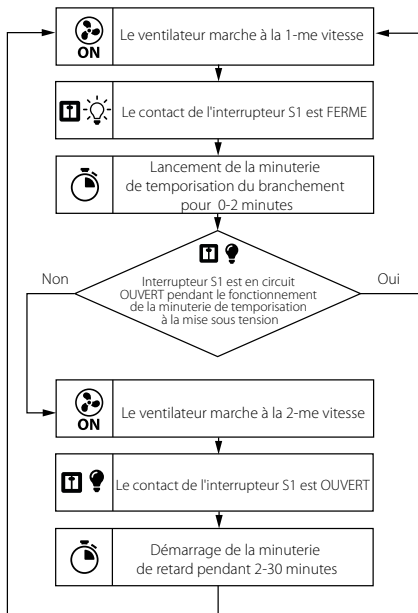 ON
Le ventilateur marche à la 1-me vitesse
Le contact de l'interrupteur S1 est FERME
Lancement de la minuterie
de temporisation du branchement
pour 0-2 minutes
Non
Oui
Interrupteur S1 est en circuit
OUVERT pendant le fonctionnement
de la minuterie de temporisation
à la mise sous tension
ON
Le ventilateur marche à la 2-me vitesse
Le contact de l'interrupteur S1 est OUVERT
Démarrage de la minuterie
de retard pendant 2-30 minutes